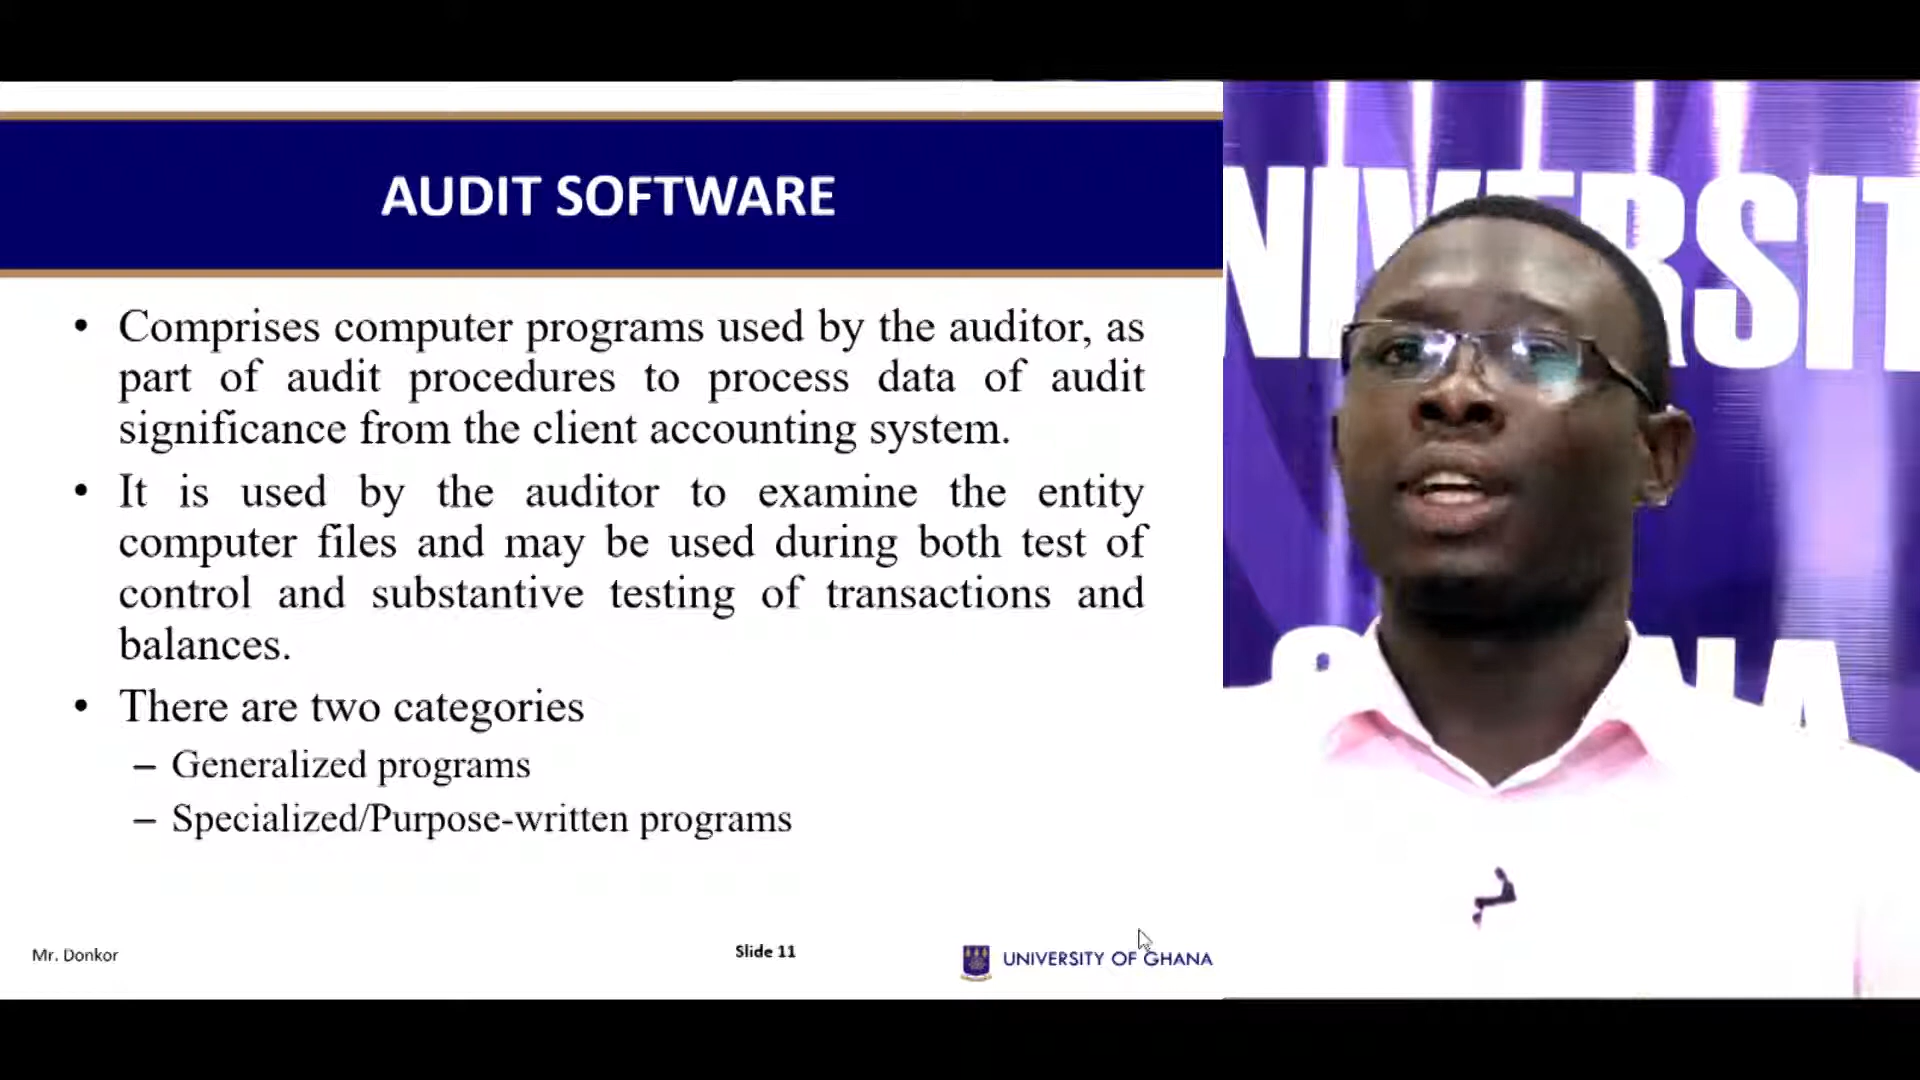 AUDIT SOFTWARE
• Comprises computer programs used by the auditor, as
part of audit procedures to process data of audit
significance from the client accounting system.
• It is used by the auditor to examine the entity
computer files and may be used during both test of
control and substantive testing of transactions and
balances.
• There are two categories
– Generalized programs
– Specialized/Purpose-written programs
Mr. Donkor
Slide 11
UNIVERSITY OF GHANA